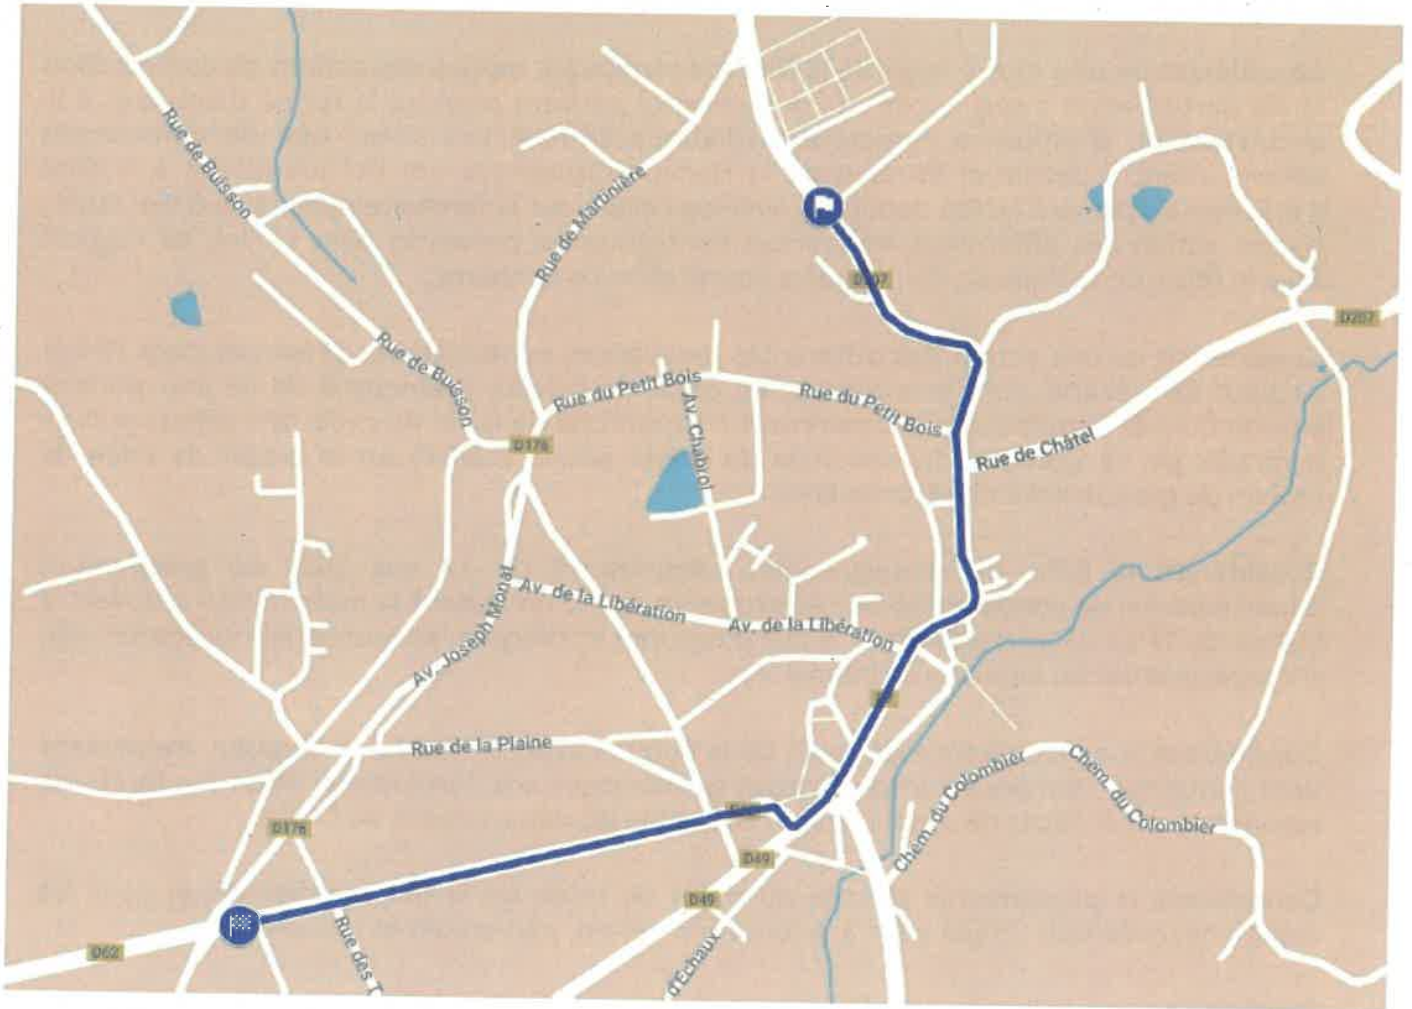 Rue de Buisson
Rue de Martinière
D207
Rue de Buisson
Rue du Petit Bois
Rue du Petit Bois
Av. Chabrol
D176
Rue de Châtel
Av. de la Libération
Av. de la Libération
Av. Joseph Monat
Rue de la Plaine
Chem. du Colombier
Chem. du Colombier
D176
D49
D49
D62
Rue des T
d'Echaux